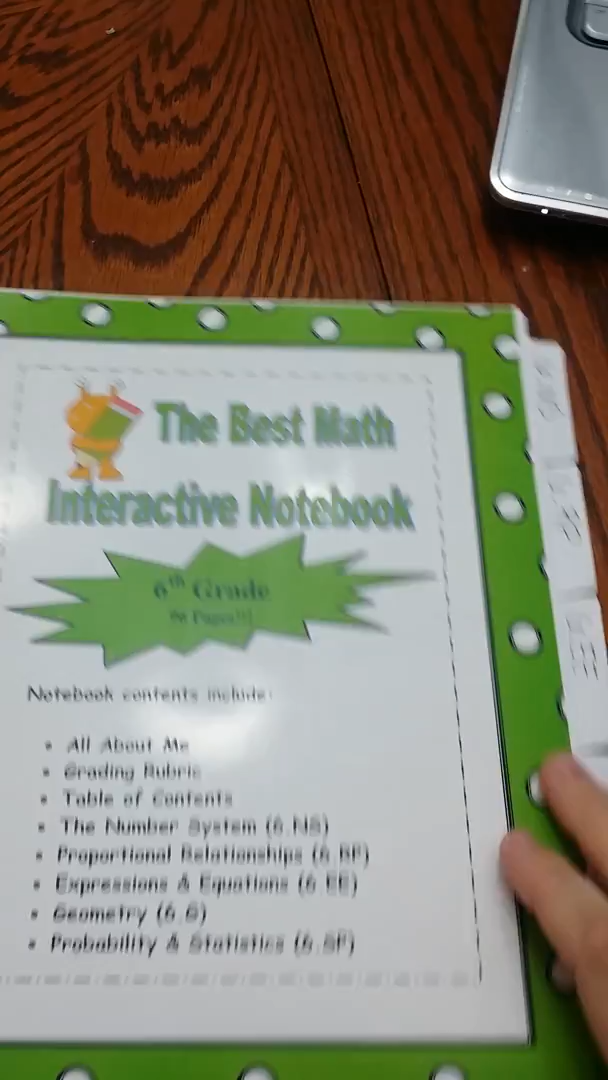 The Best Math
Interactive Notebook
6th Grade
Notebook contents include:
• All About Me
• Grading Rubric
• Table of Contents
• The Number System (6.NS)
• Proportional Relationships (6.RP)
• Expressions & Equations (6.EE)
• Geometry (6.G)
• Probability & Statistics (6.SP)